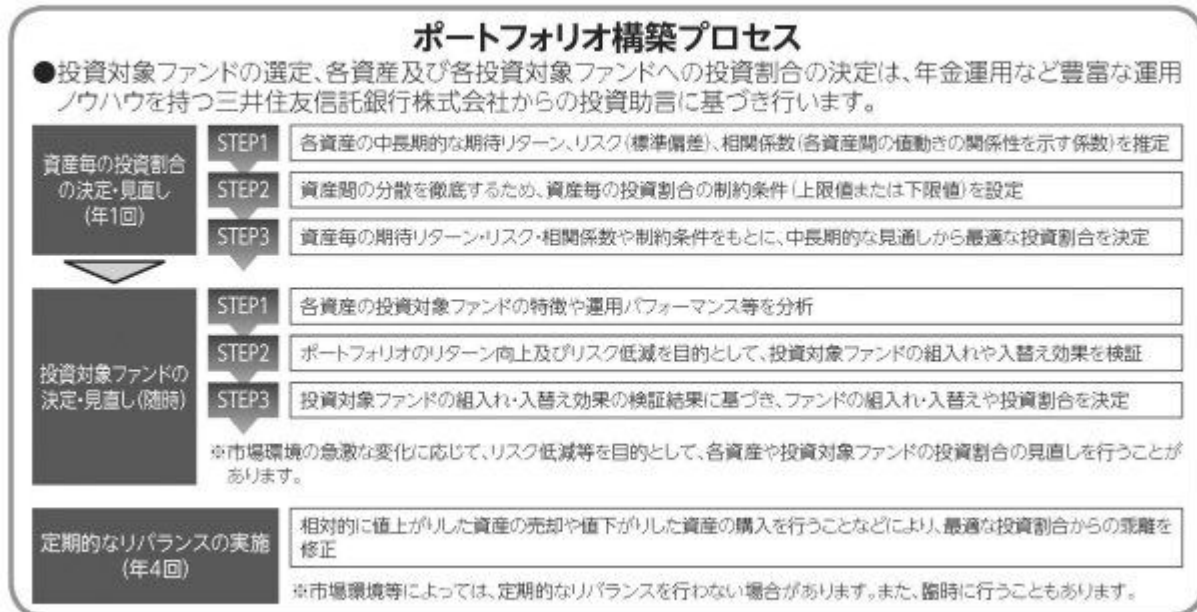 ポートフォリオ構築プロセス
●投資対象ファンドの選定、各資産及び各投資対象ファンドへの投資割合の決定は、年金運用など豊富な運用
ノウハウを持つ三井住友信託銀行株式会社からの投資助言に基づき行います。
資産毎の投資割合
の決定・見直し
(年1回)
STEP1
各資産の中長期的な期待リターン、リスク(標準偏差)、相関係数(各資産間の値動きの関係性を示す係数)を推定
STEP2
資産間の分散を徹底するため、資産毎の投資割合の制約条件(上限値または下限値)を設定
STEP3
資産毎の期待リターン・リスク・相関係数や制約条件をもとに、中長期的な見通しから最適な投資割合を決定
投資対象ファンドの
決定・見直し(随時)
STEP1
各資産の投資対象ファンドの特徴や運用パフォーマンス等を分析
STEP2
ポートフォリオのリターン向上及びリスク低減を目的として、投資対象ファンドの組入れや入替え効果を検証
STEP3
投資対象ファンドの組入れ・入替え効果の検証結果に基づき、ファンドの組入れ・入替えや投資割合を決定
※市場環境の急激な変化に応じて、リスク低減等を目的として、各資産や投資対象ファンドの投資割合の見直しを行うことが
あります。
定期的なリバランスの実施
(年4回)
相対的に値上がりした資産の売却や値下がりした資産の購入を行うことなどにより、最適な投資割合からの乖離を
修正
※市場環境等によっては、定期的なリバランスを行わない場合があります。また、臨時に行うこともあります。